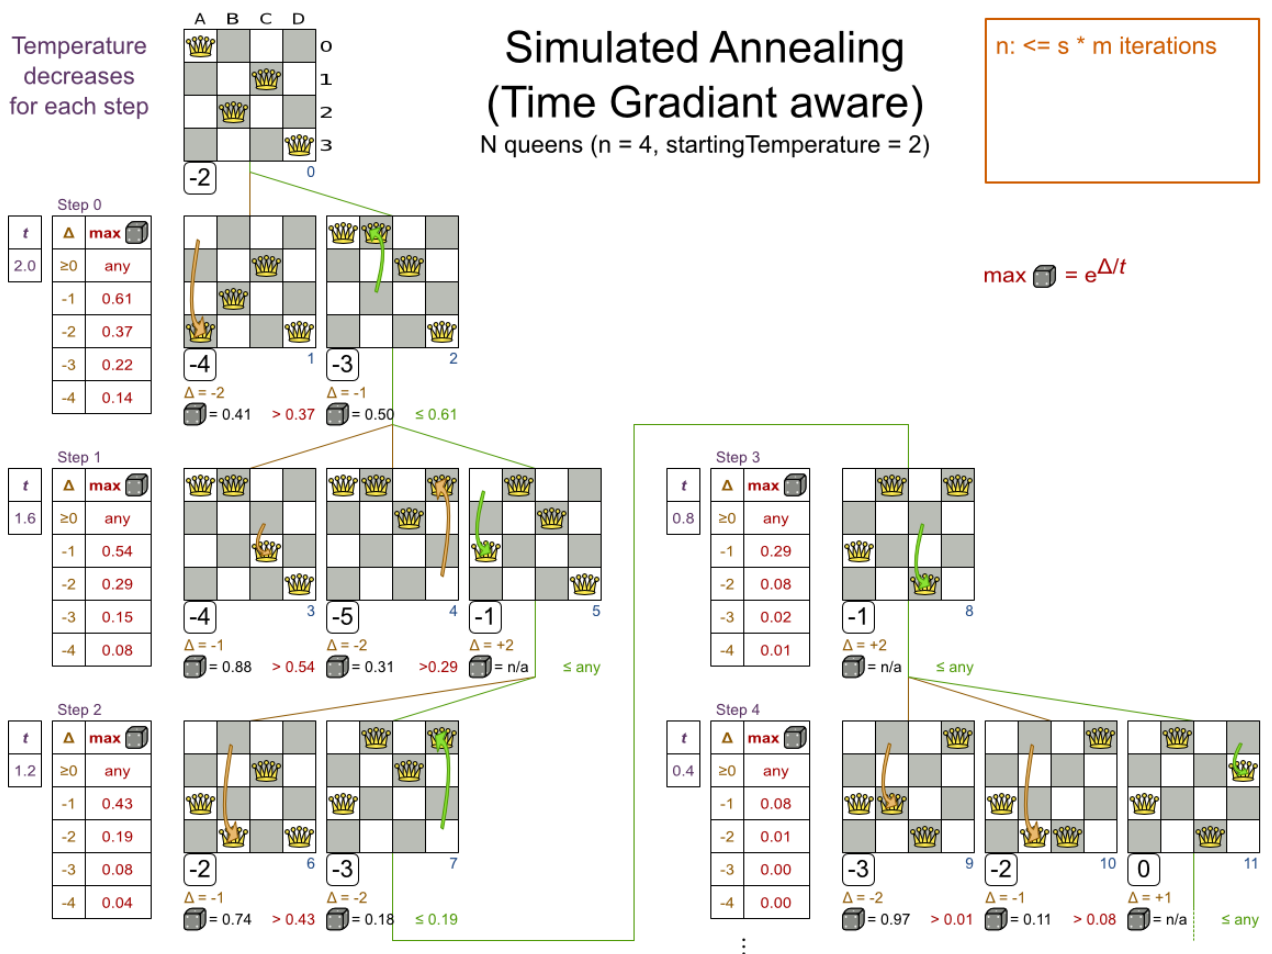 Temperature
decreases
for each step
A B C D
0
1
2
3
-2
0
Simulated Annealing
(Time Gradiant aware)
N queens (n = 4, startingTemperature = 2)
n: <= s * m iterations
max = e^Δ/t
Step 0
t
2.0
Δ max
≥0 any
-1 0.61
-2 0.37
-3 0.22
-4 0.14
-4 1
Δ = -2
= 0.41 > 0.37
-3 2
Δ = -1
= 0.50 ≤ 0.61
Step 1
t
1.6
Δ max
≥0 any
-1 0.54
-2 0.29
-3 0.15
-4 0.08
-4 3
Δ = -1
= 0.88 > 0.54
-5 4
Δ = -2
= 0.31 >0.29
-1 5
Δ = +2
= n/a ≤ any
Step 2
t
1.2
Δ max
≥0 any
-1 0.43
-2 0.19
-3 0.08
-4 0.04
-2 6
Δ = -1
= 0.74 > 0.43
-3 7
Δ = -2
= 0.18 ≤ 0.19
Step 3
t
0.8
Δ max
≥0 any
-1 0.29
-2 0.08
-3 0.02
-4 0.01
-1 8
Δ = +2
= n/a ≤ any
Step 4
t
0.4
Δ max
≥0 any
-1 0.08
-2 0.01
-3 0.00
-4 0.00
-3 9
Δ = -2
= 0.97 > 0.01
-2 10
Δ = -1
= 0.11 > 0.08
0 11
Δ = +1
= n/a ≤ any
⋮